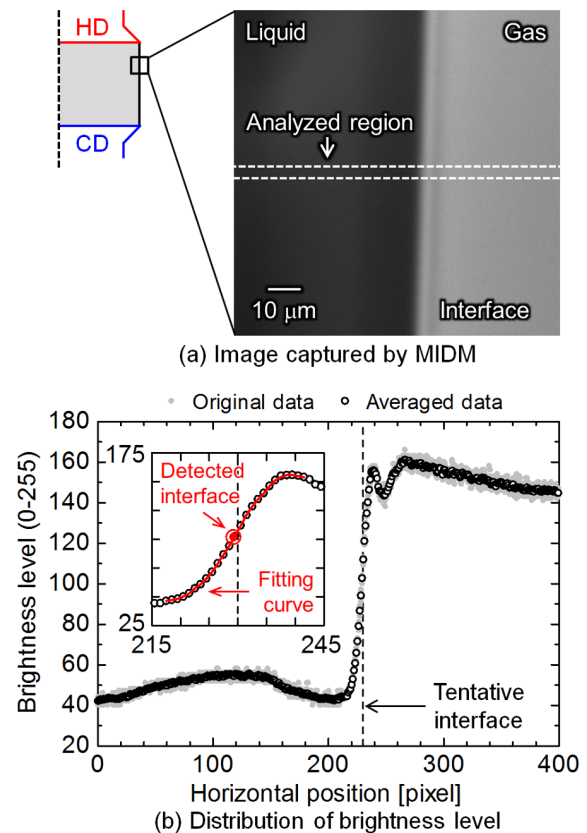 HD
CD
Liquid
Gas
Analyzed
region
10 μm
Interface
(a) Image captured by MIDM
Original data
Averaged data
Brightness level (0-255)
180
160
140
120
100
80
60
40
20
175
25
215
245
Detected
interface
Fitting
curve
Tentative
interface
0
100
200
300
400
Horizontal position [pixel]
(b) Distribution of brightness level